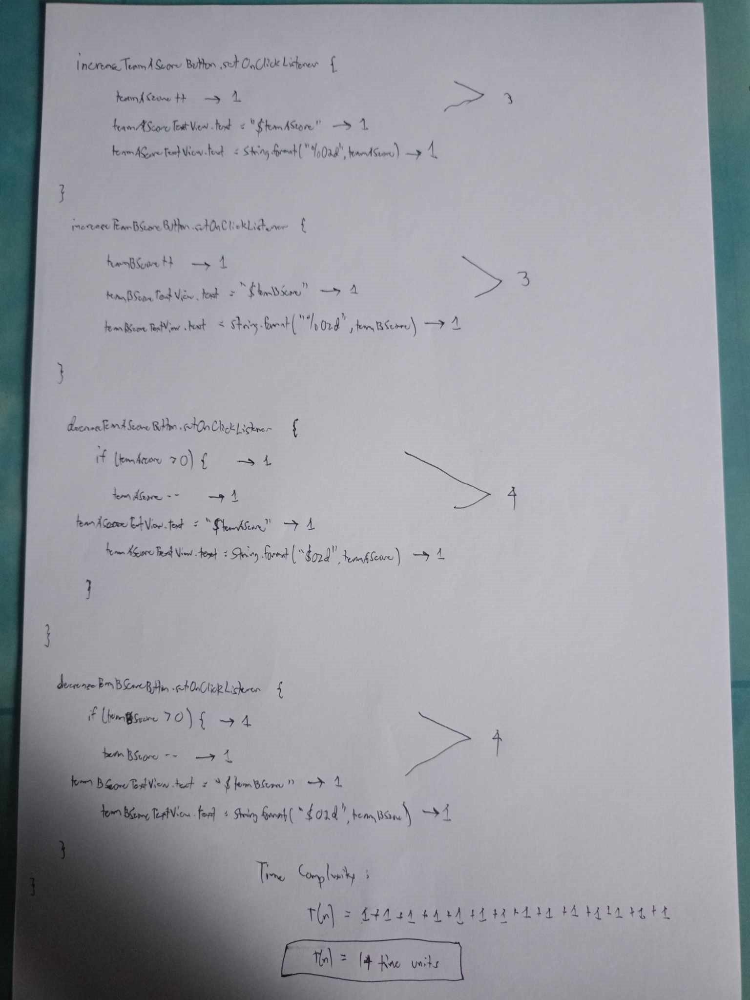 increaseTeamAScoreButton.setOnClickListener {
teamAScore++ → 1
3
teamAScoreTextView.text = "$teamAScore" → 1
teamAScoreTextView.text = String.format("%02d", teamAScore) → 1
}
increaseTeamBScoreButton.setOnClickListener {
teamBScore++ → 1
3
teamBScoreTextView.text = "$teamBScore" → 1
teamBScoreTextView.text = String.format("%02d", teamBScore) → 1
}
decreaseTeamAScoreButton.setOnClickListener {
if (teamAscore > 0) { → 1
teamAScore -- → 1
4
teamAScoreTextView.text = "$teamAScore" → 1
teamAScoreTextView.text = String.format("$02d", teamAScore) → 1
}
}
decreaseTeamBScoreButton.setOnClickListener {
if (teamBScore > 0) { → 1
4
teamBScore -- → 1
teamBScoreTextView.text = "$teamBScore" → 1
teamBScoreTextView.text = String.format("$02d", teamBScore) → 1
}
}
Time Complexity:
T(n) = 1+1+1+1+1+1+1+1+1+1+1+1+1+1
T(n) = 14 time units